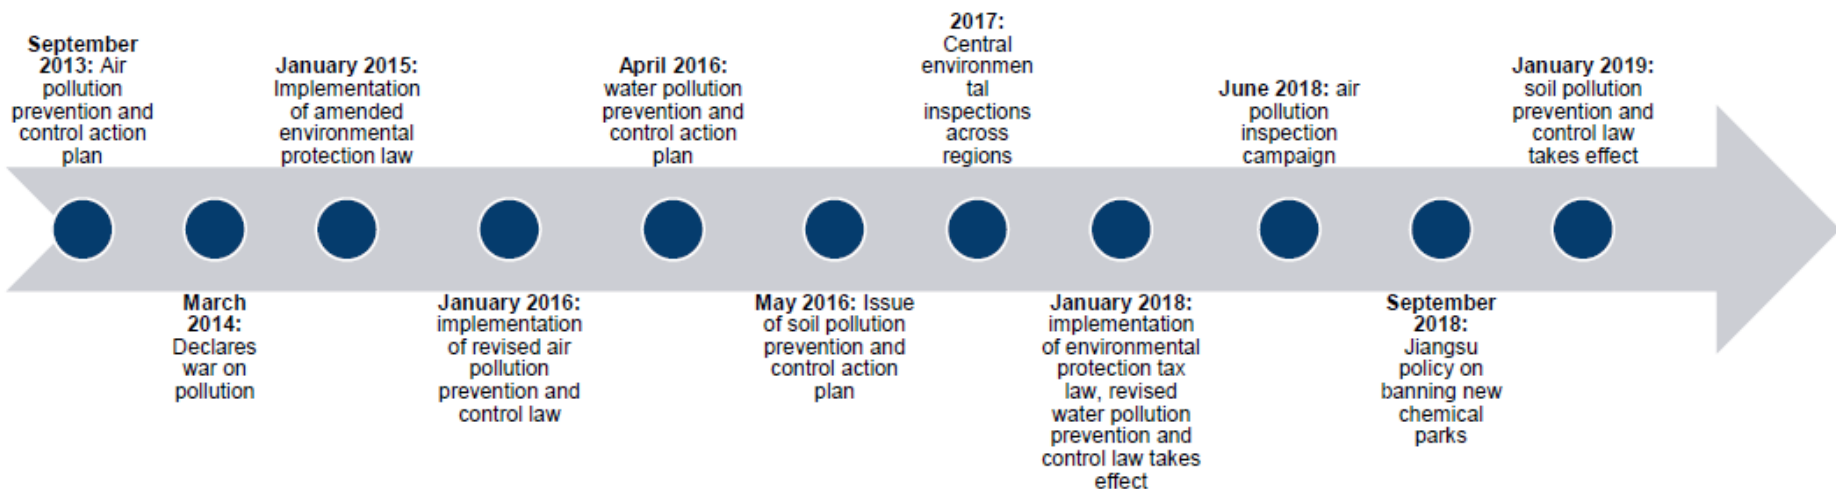 September
2013: Air
pollution
prevention and
control action
plan
March
2014:
Declares
war on
pollution
January 2015:
Implementation
of amended
environmental
protection law
January 2016:
implementation
of revised air
pollution
prevention and
control law
April 2016:
water pollution
prevention and
control action
plan
May 2016: Issue
of soil pollution
prevention and
control action
plan
2017:
Central
environmen
tal
inspections
across
regions
January 2018:
implementation
of environmental
protection tax
law, revised
water pollution
prevention and
control law takes
effect
June 2018: air
pollution
inspection
campaign
September
2018:
Jiangsu
policy on
banning new
chemical
parks
January 2019:
soil pollution
prevention and
control law
takes effect